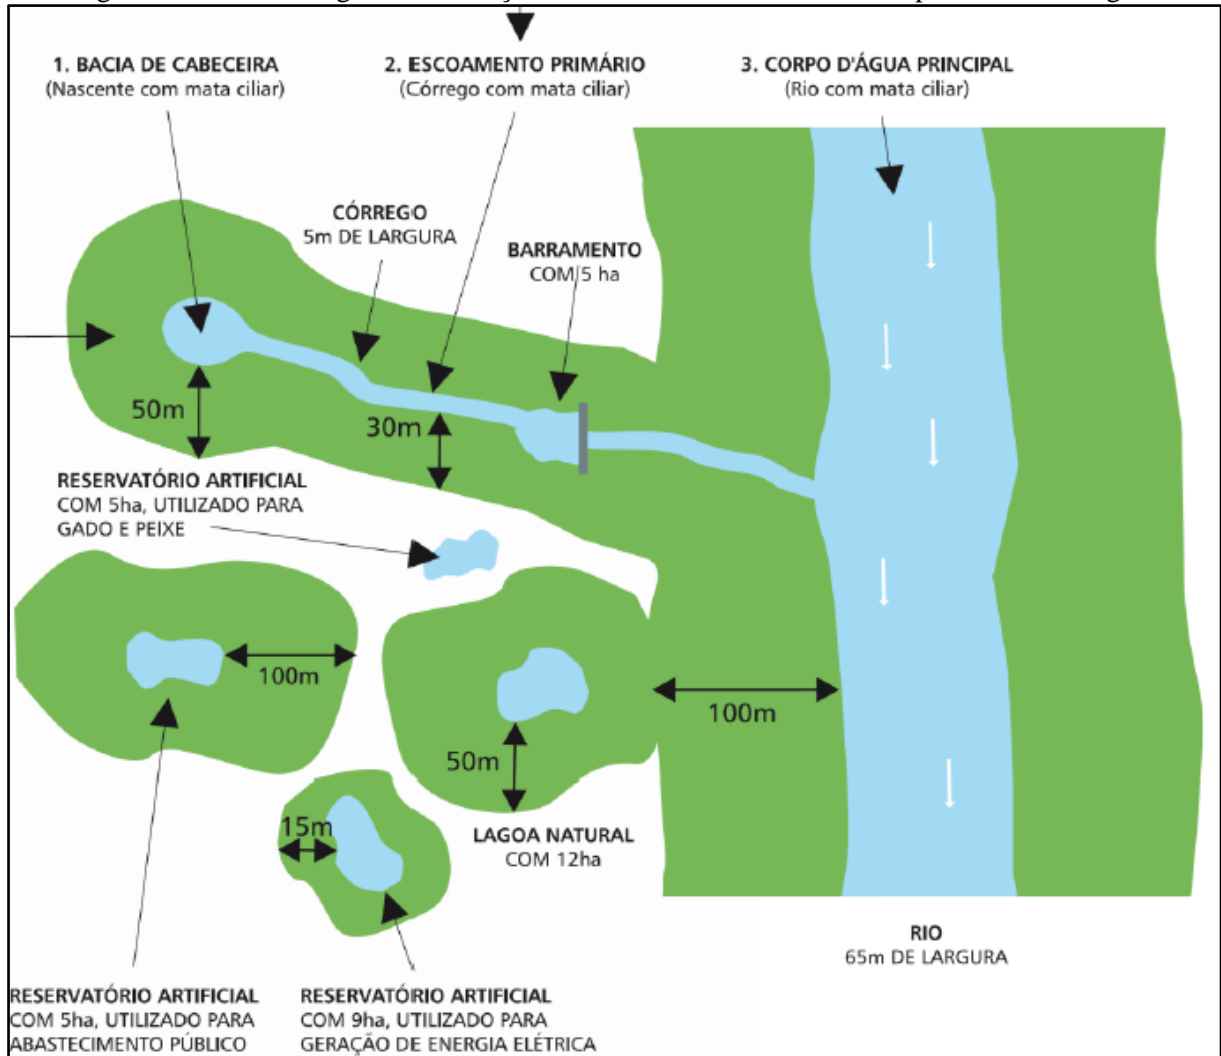 1. BACIA DE CABECEIRA
(Nascente com mata ciliar)
2. ESCOAMENTO PRIMÁRIO
(Córrego com mata ciliar)
3. CORPO D'ÁGUA PRINCIPAL
(Rio com mata ciliar)
CÓRREGO
5m DE LARGURA
BARRAMENTO
COM 5 ha
50m
30m
RESERVATÓRIO ARTIFICIAL
COM 5ha, UTILIZADO PARA
GADO E PEIXE
100m
100m
50m
15m
LAGOA NATURAL
COM 12ha
RIO
65m DE LARGURA
RESERVATÓRIO ARTIFICIAL
COM 5ha, UTILIZADO PARA
ABASTECIMENTO PÚBLICO
RESERVATÓRIO ARTIFICIAL
COM 9ha, UTILIZADO PARA
GERAÇÃO DE ENERGIA ELÉTRICA